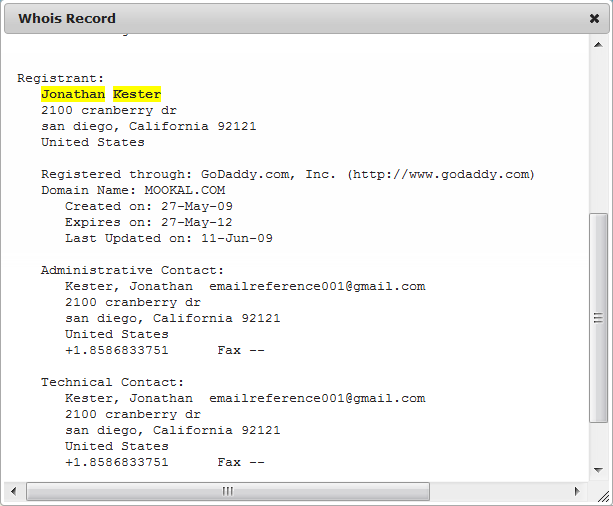 Whois Record
Registrant:
Jonathan Kester
2100 cranberry dr
san diego, California 92121
United States
Registered through: GoDaddy.com, Inc. (http://www.godaddy.com)
Domain Name: MOOKAL.COM
Created on: 27-May-09
Expires on: 27-May-12
Last Updated on: 11-Jun-09
Administrative Contact:
Kester, Jonathan emailreference001@gmail.com
2100 cranberry dr
san diego, California 92121
United States
+1.8586833751 Fax --
Technical Contact:
Kester, Jonathan emailreference001@gmail.com
2100 cranberry dr
san diego, California 92121
United States
+1.8586833751 Fax --